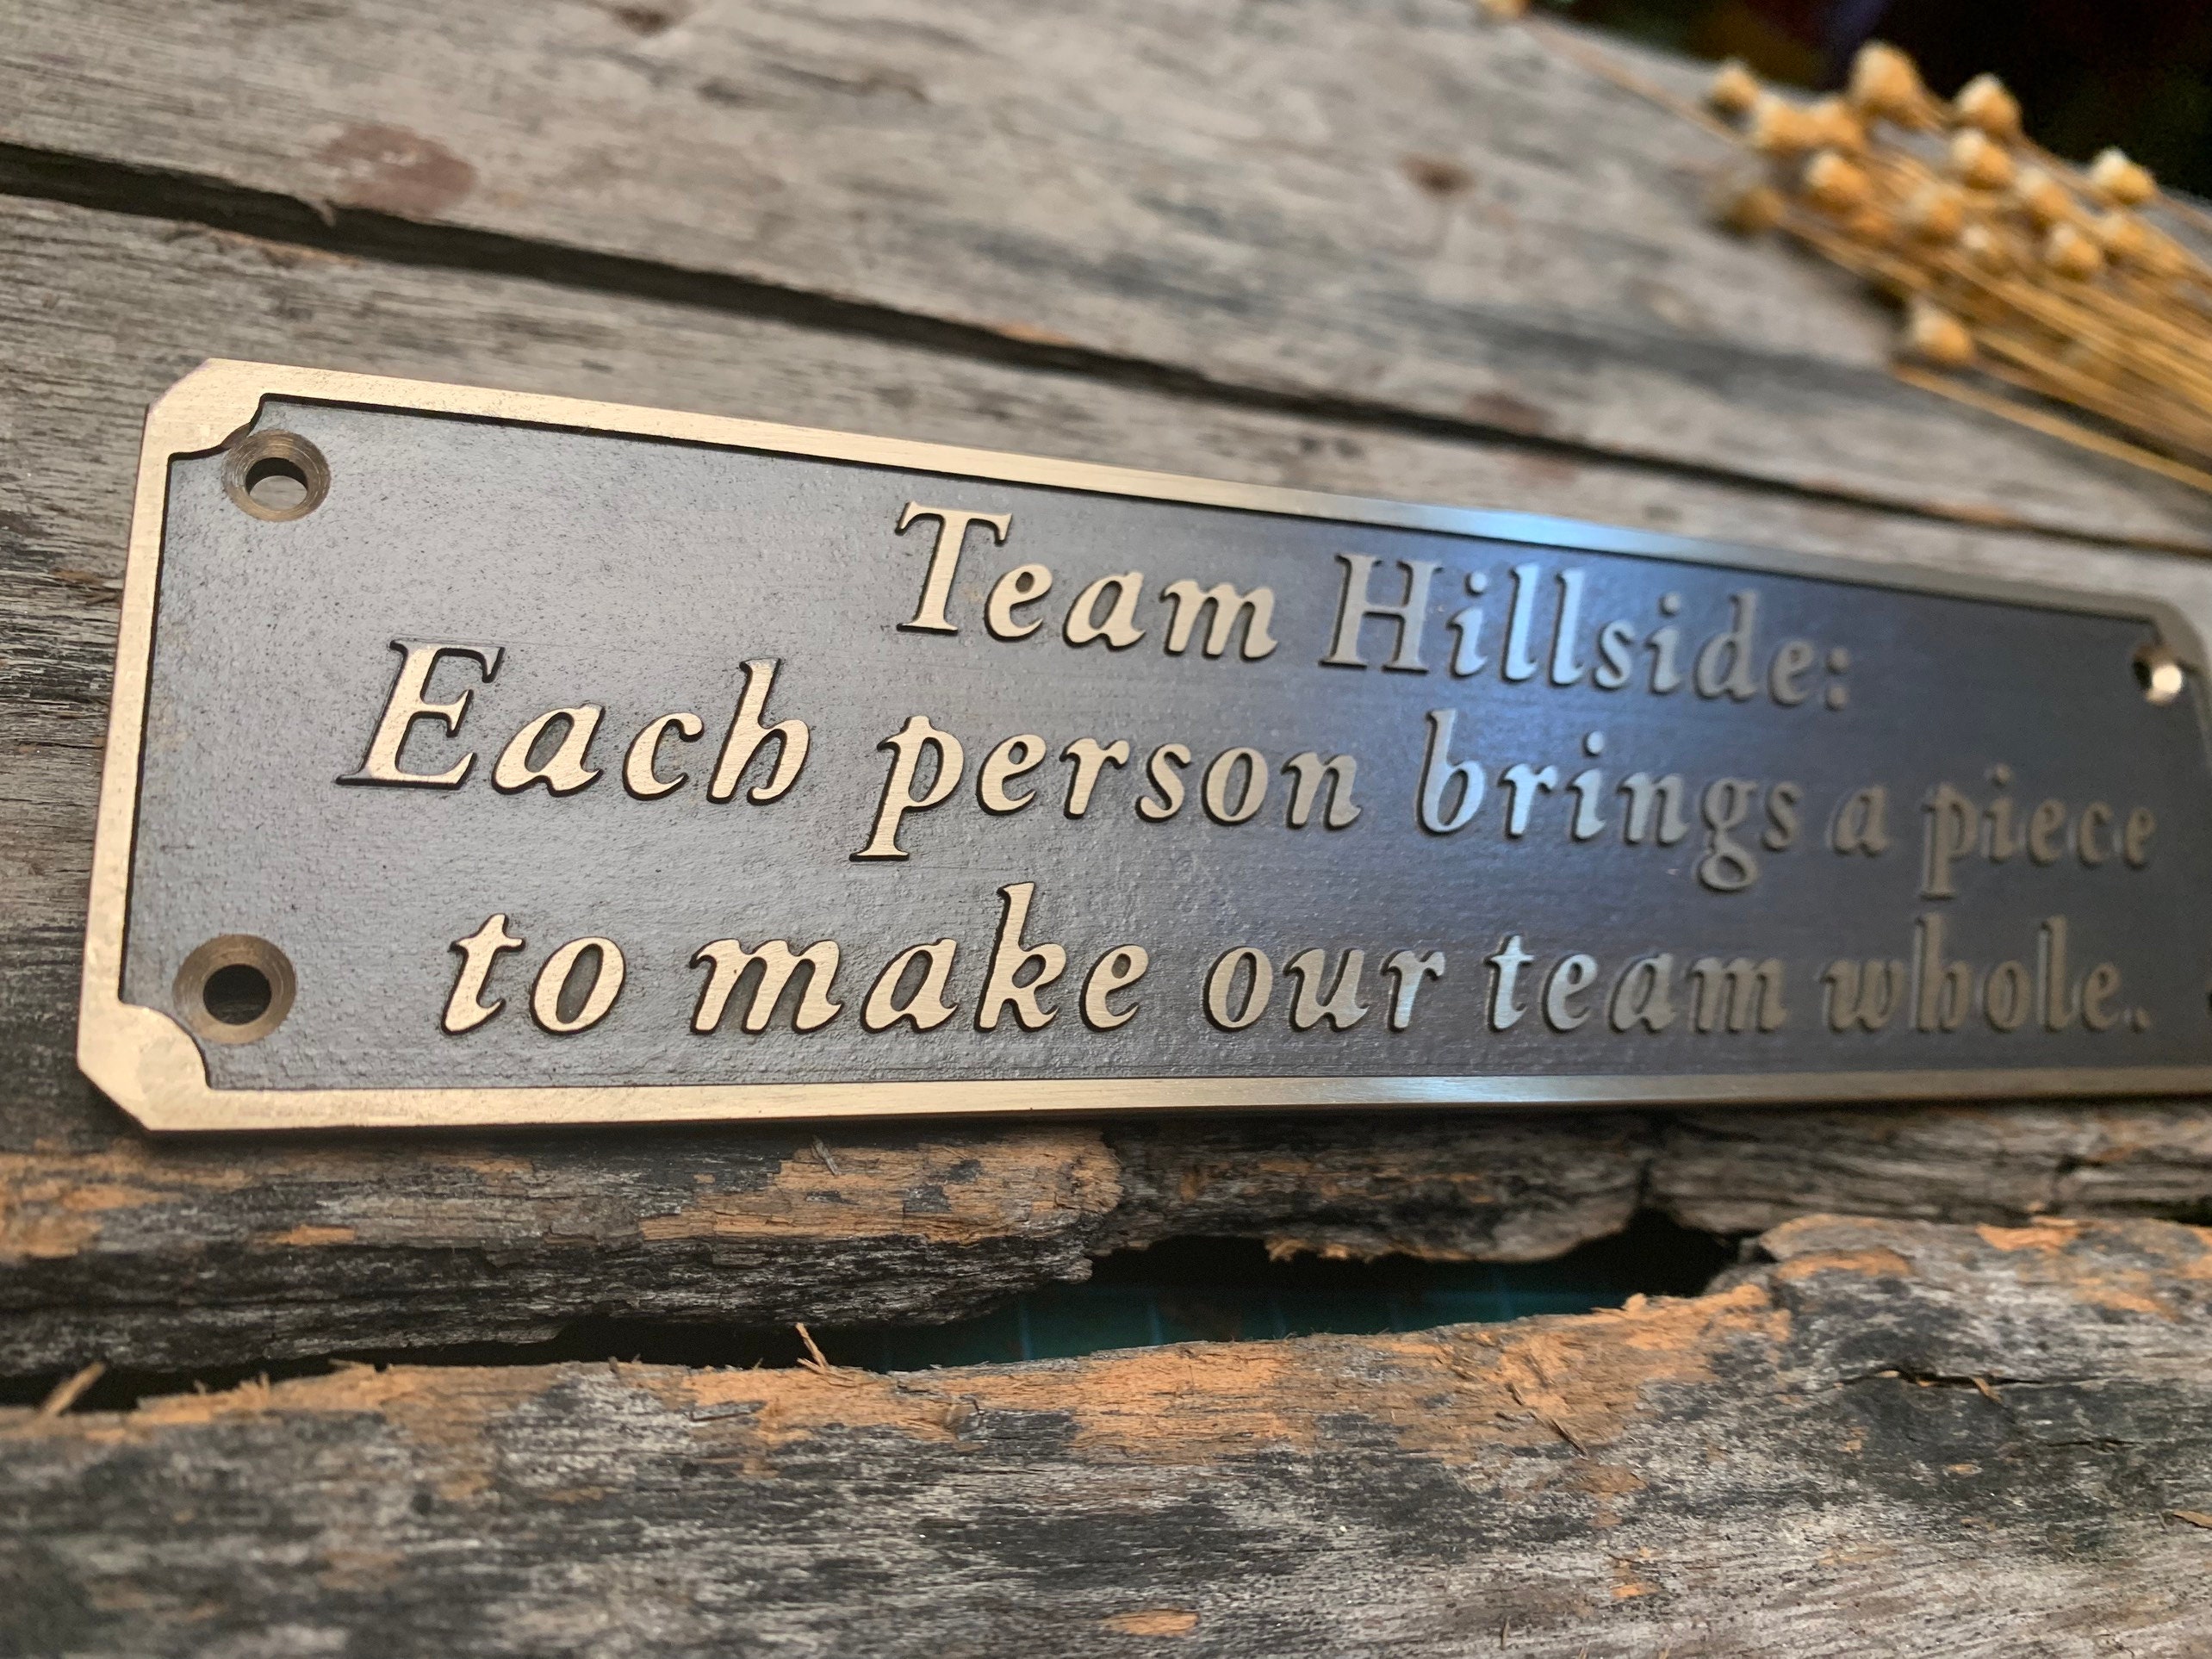 Team Hillside:
Each person brings a piece
to make our team whole..